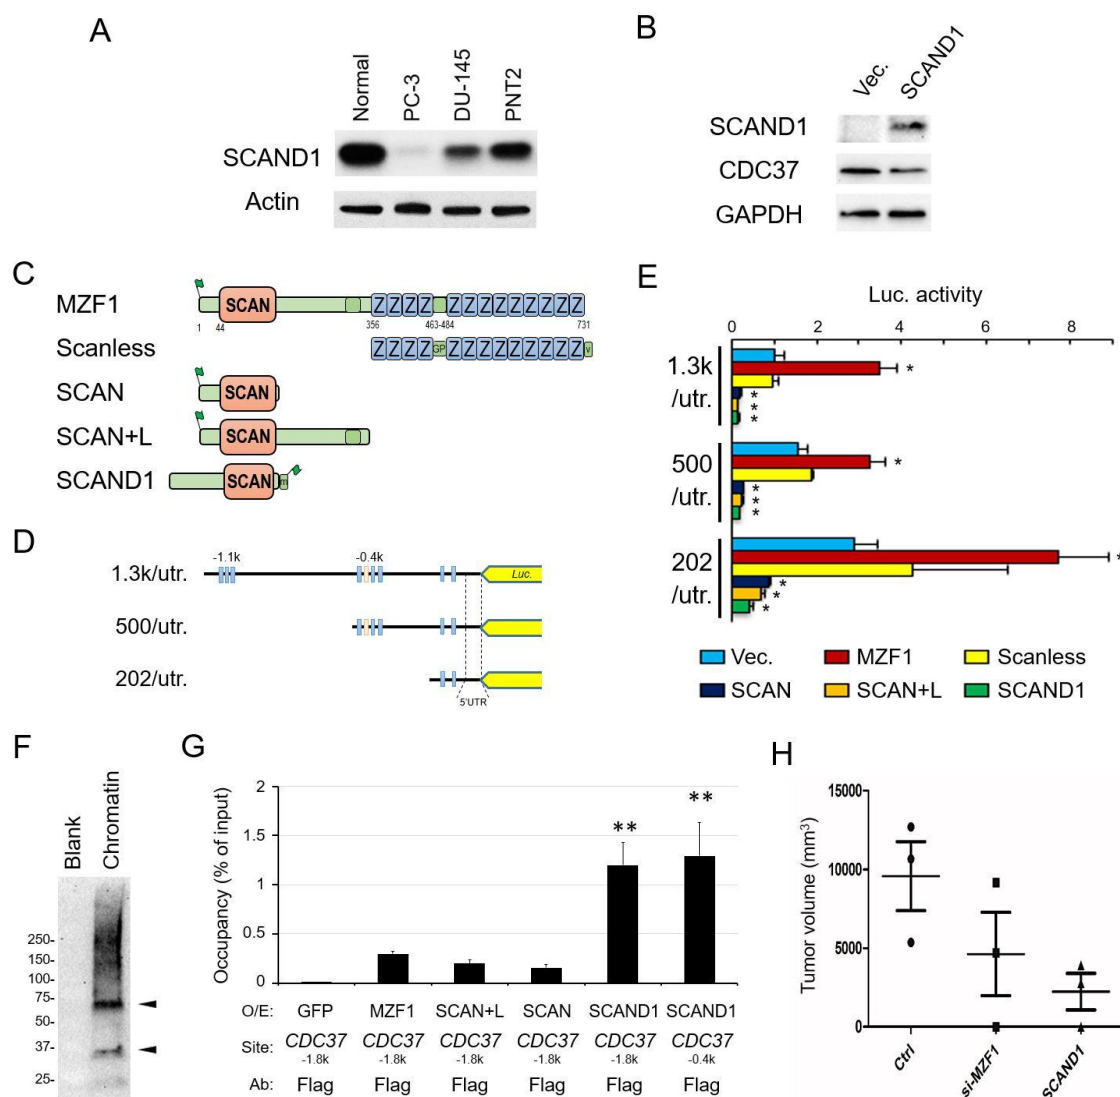 A
Normal
PC-3
DU-145
PNT2
SCAND1
Actin
B
Vec.
SCAND1
SCAND1
CDC37
GAPDH
C
MZF1
SCAN
Z Z Z Z Z Z Z Z Z Z Z Z Z
1 44 356 463-484 731
Scanless
Z Z Z Z GP Z Z Z Z Z Z Z Z Z v
SCAN
SCAN
SCAN+L
SCAN
SCAND1
SCAN m
D
-1.1k -0.4k
1.3k/utr.
Luc.
500/utr.
202/utr.
5'UTR
E
Luc. activity
0 2 4 6 8
1.3k
/utr.
*
*
*
*
500
/utr.
*
*
*
*
202
/utr.
*
*
*
*
Vec. MZF1 Scanless
SCAN SCAN+L SCAND1
F
Blank
Chromatin
250-
150-
100-
75-
50-
37-
25-
G
Occupancy (% of input)
2
1.5
1
0.5
0
** **
O/E: GFP MZF1 SCAN+L SCAN SCAND1 SCAND1
Site: CDC37 CDC37 CDC37 CDC37 CDC37 CDC37
-1.8k -1.8k -1.8k -1.8k -1.8k -0.4k
Ab: Flag Flag Flag Flag Flag Flag
H
Tumor volume (mm³)
15000
10000
5000
0
Ctrl
si-MZF1
SCAND1